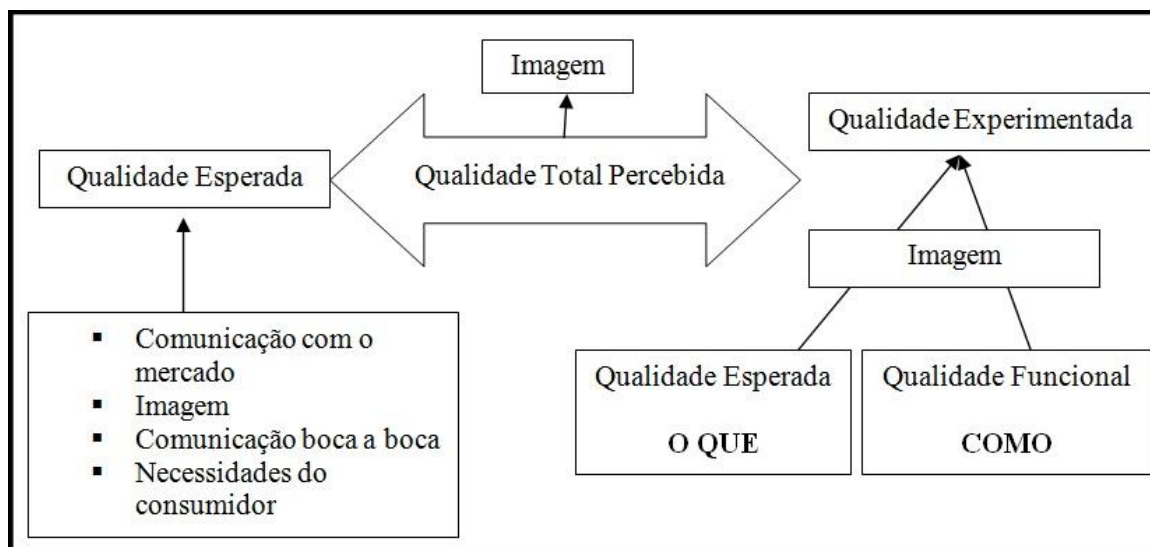 Imagem
Qualidade Esperada
Qualidade Total Percebida
Qualidade Experimentada
Imagem
▪ Comunicação com o
mercado
▪ Imagem
▪ Comunicação boca a boca
▪ Necessidades do
consumidor
Qualidade Esperada
O QUE
Qualidade Funcional
COMO